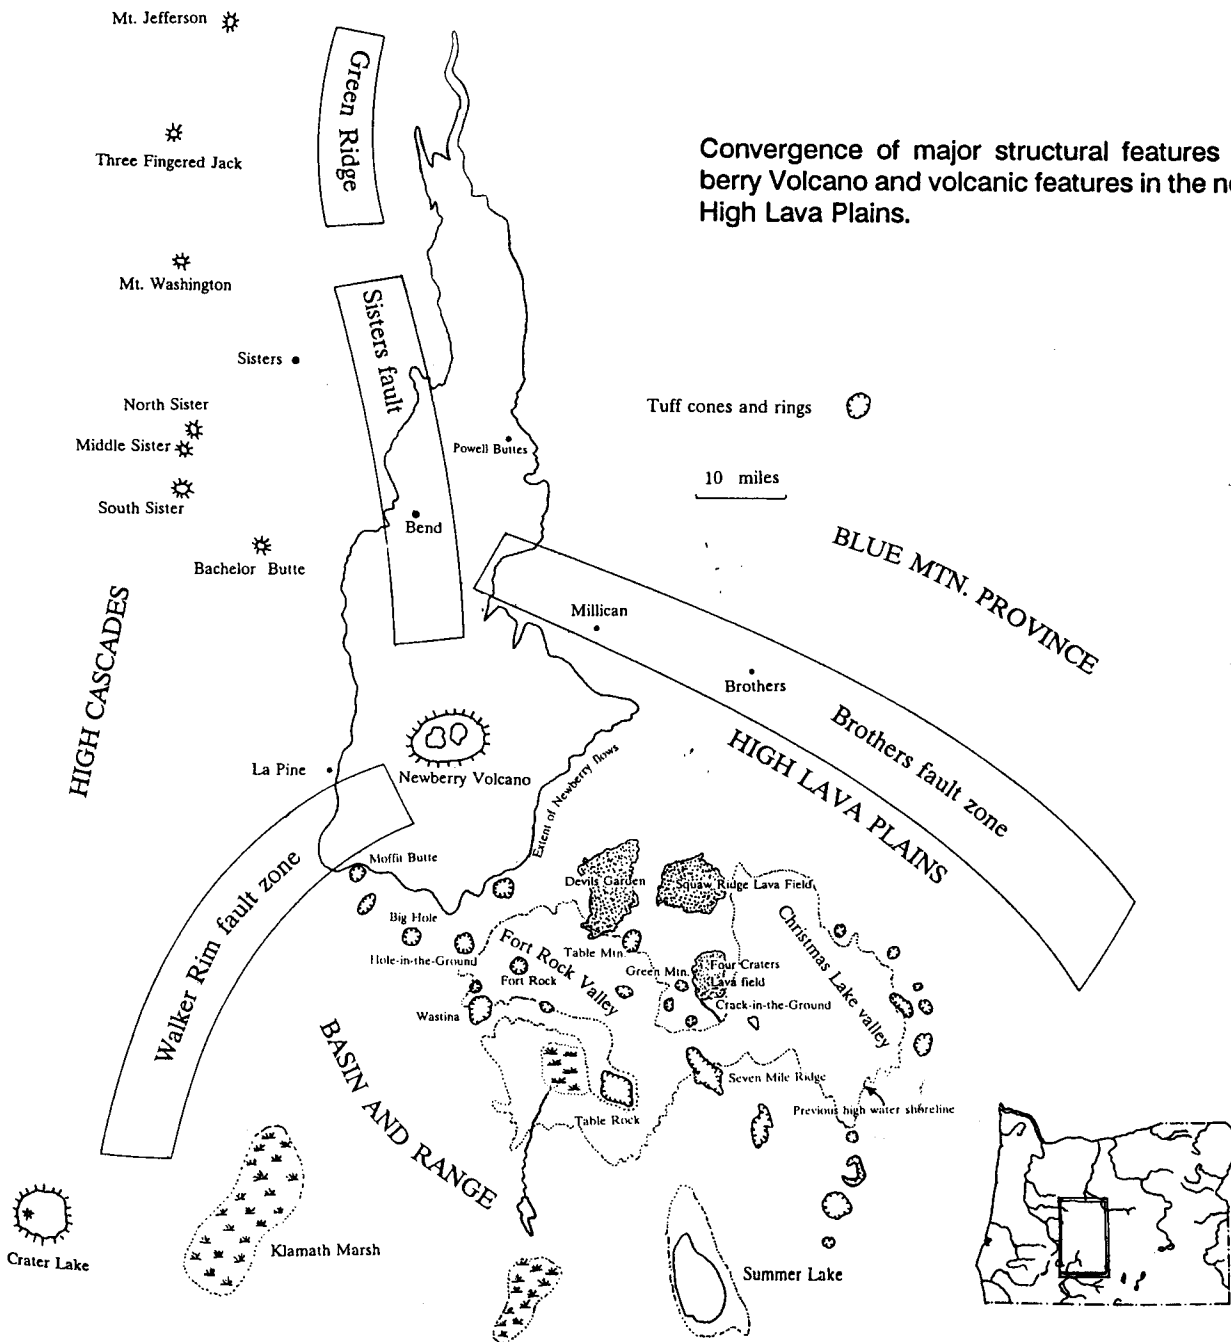 Mt. Jefferson
Green Ridge
Three Fingered Jack
Convergence of major structural features
berry Volcano and volcanic features in the
High Lava Plains.
Mt. Washington
Sisters fault
Sisters
North Sister
Middle Sister
South Sister
Tuff cones and rings
Powell Buttes
10 miles
Bend
Bachelor Butte
BLUE MTN. PROVINCE
HIGH CASCADES
Millican
Brothers
Brothers fault zone
HIGH LAVA PLAINS
La Pine
Newberry Volcano
Extent of Newberry flows
Walker Rim fault zone
Moffit Butte
Devils Garden
Squaw Ridge Lava Field
Big Hole
Hole-in-the-Ground
Fort Rock Valley
Table Mtn.
Christmas Lake valley
Fort Rock
Green Mtn.
Four Craters
Lava field
Crack-in-the-Ground
Wastina
BASIN AND RANGE
Seven Mile Ridge
Table Rock
Previous high water shoreline
Crater Lake
Klamath Marsh
Summer Lake